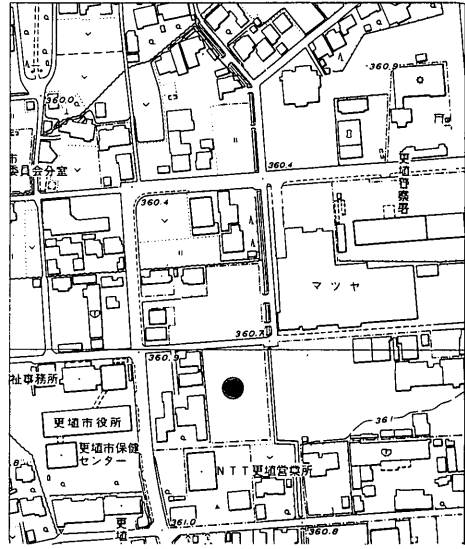 360.9
360.0
市
委員会分室
360.4
更埴警察署
360.4
マツヤ
360.7
360.9
祉事務所
更埴市役所
361
更埴市保健
センター
NTT更埴営業所
更
埴
361.0
360.8